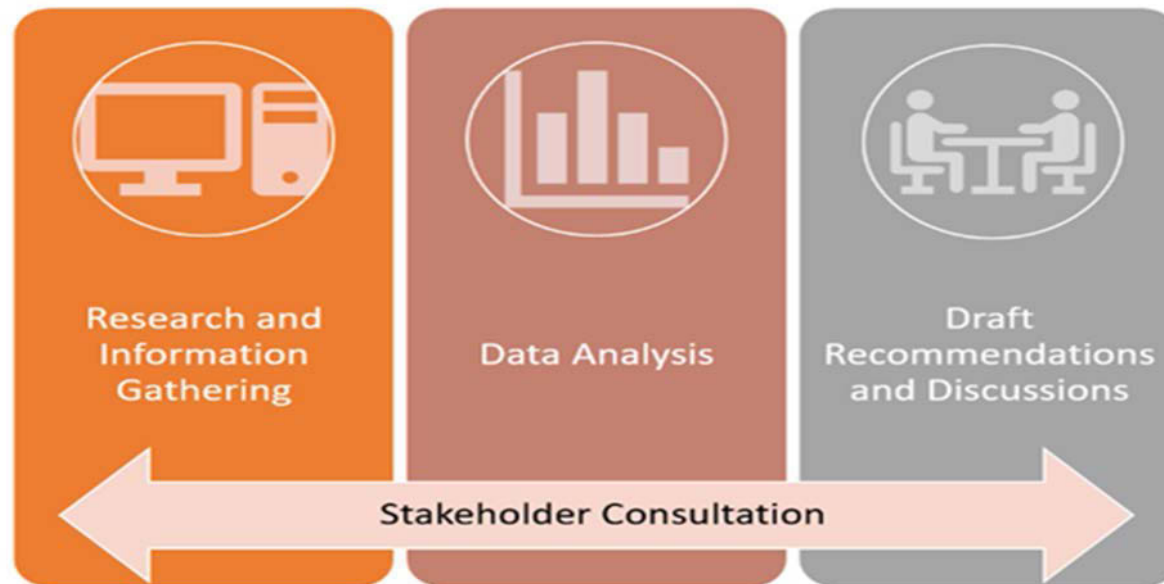 Research and
Information
Gathering
Data Analysis
Draft
Recommendations
and Discussions
Stakeholder Consultation